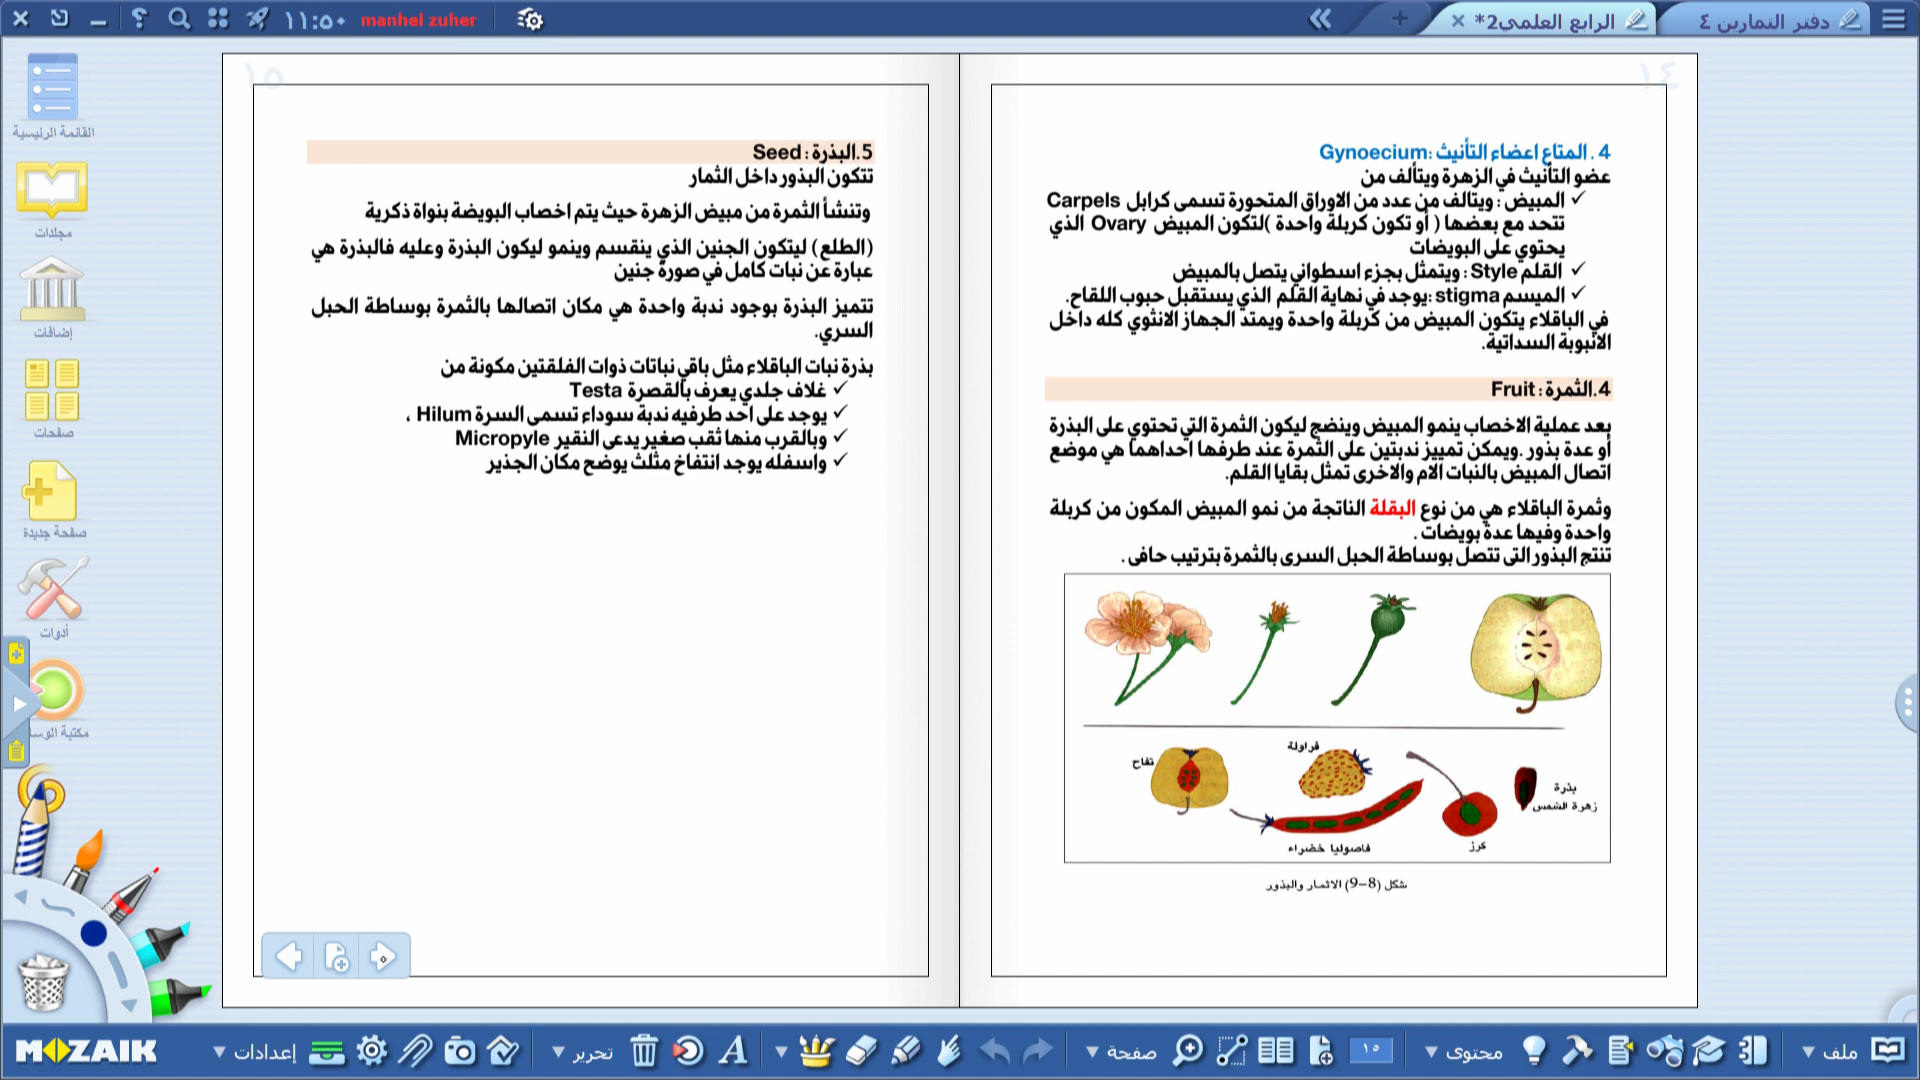 دفتر التمارين ٤
الرابع العلمي2*
manhel zuher
١١:٥٠
القائمة الرئيسية
مجلدات
إضافات
صفحات
صفحة جديدة
أدوات
مكتبة الوسا
١٤
4 . المتاع اعضاء التأنيث :Gynoecium
عضو التأنيث في الزهرة ويتألف من
✓ المبيض : ويتالف من عدد من الاوراق المتحورة تسمى كرابل Carpels
تتحد مع بعضها ( أو تكون كربلة واحدة )لتكون المبيض Ovary الذي
يحتوي على البويضات
✓ القلم Style : ويتمثل بجزء اسطواني يتصل بالمبيض
✓ الميسم stigma :يوجد في نهاية القلم الذي يستقبل حبوب اللقاح.
في الباقلاء يتكون المبيض من كربلة واحدة ويمتد الجهاز الانثوي كله داخل
الانبوبة السداتية.
4.الثمرة : Fruit
بعد عملية الاخصاب ينمو المبيض وينضج ليكون الثمرة التي تحتوي على البذرة
أو عدة بذور .ويمكن تمييز ندبتين على الثمرة عند طرفها احداهما هي موضع
اتصال المبيض بالنبات الام والاخرى تمثل بقايا القلم.
وثمرة الباقلاء هي من نوع البقلة الناتجة من نمو المبيض المكون من كربلة
واحدة وفيها عدة بويضات .
تنتج البذور التي تتصل بوساطة الحبل السري بالثمرة بترتيب حافي .
فراولة
تفاح
بذرة
زهرة الشمس
كرز
فاصوليا خضراء
شكل (8–9) الاثمار والبذور
١٥
5.البذرة : Seed
تتكون البذور داخل الثمار
وتنشأ الثمرة من مبيض الزهرة حيث يتم اخصاب البويضة بنواة ذكرية
(الطلع) ليتكون الجنين الذي ينقسم وينمو ليكون البذرة وعليه فالبذرة هي
عبارة عن نبات كامل في صورة جنين
تتميز البذرة بوجود ندبة واحدة هي مكان اتصالها بالثمرة بوساطة الحبل
السري.
بذرة نبات الباقلاء مثل باقي نباتات ذوات الفلقتين مكونة من
✓ غلاف جلدي يعرف بالقصرة Testa
✓ يوجد على احد طرفيه ندبة سوداء تسمى السرة Hilum ،
✓ وبالقرب منها ثقب صغير يدعى النقير Micropyle
✓ واسفله يوجد انتفاخ مثلث يوضح مكان الجذير
ملف
محتوى
١٥
صفحة
تحرير
إعدادات
MOZAIK